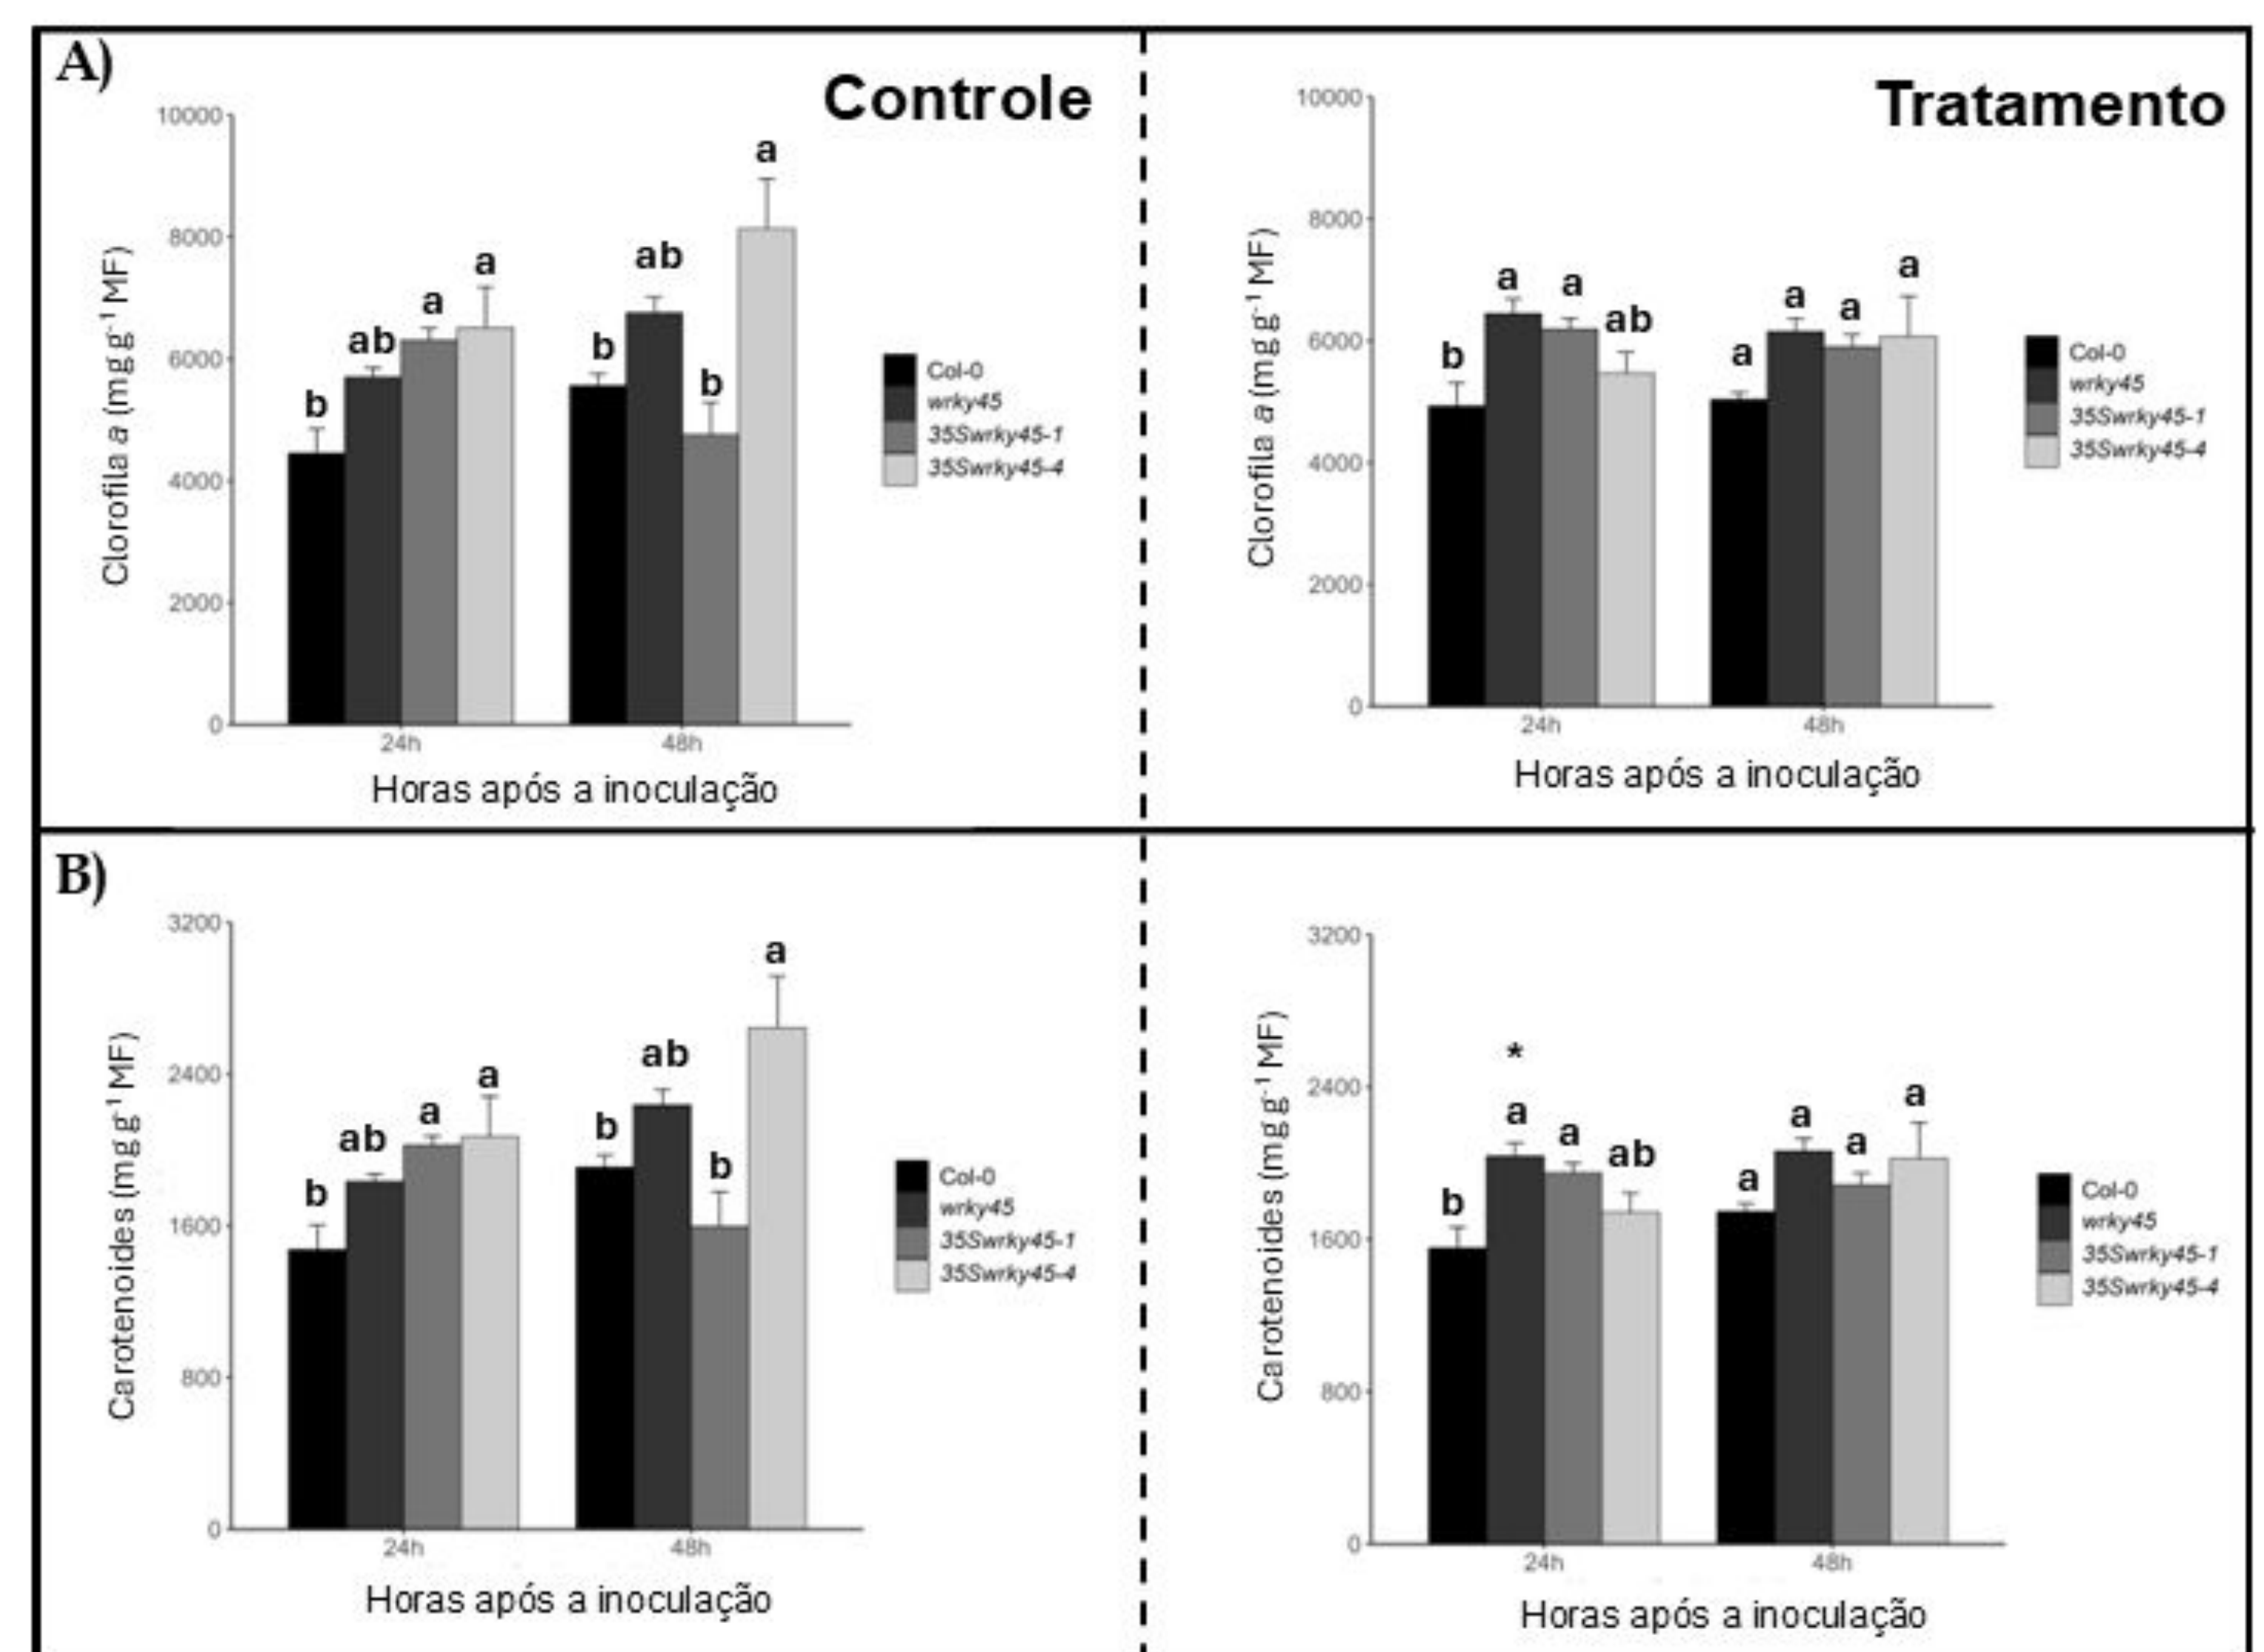 A)
Controle
10000
8000
6000
4000
2000
0
Clorofila a (mg g⁻¹ MF)
b
ab
a
a
b
ab
b
a
24h
48h
Horas após a inoculação
Col-0
wrky45
35Swrky45-1
35Swrky45-4
Tratamento
10000
8000
6000
4000
2000
0
Clorofila a (mg g⁻¹ MF)
b
a
a
ab
a
a
a
a
24h
48h
Horas após a inoculação
Col-0
wrky45
35Swrky45-1
35Swrky45-4
B)
3200
2400
1600
800
0
Carotenoides (mg g⁻¹ MF)
b
ab
a
a
b
ab
b
a
24h
48h
Horas após a inoculação
Col-0
wrky45
35Swrky45-1
35Swrky45-4
3200
2400
1600
800
0
Carotenoides (mg g⁻¹ MF)
*
b
a
a
ab
a
a
a
a
24h
48h
Horas após a inoculação
Col-0
wrky45
35Swrky45-1
35Swrky45-4